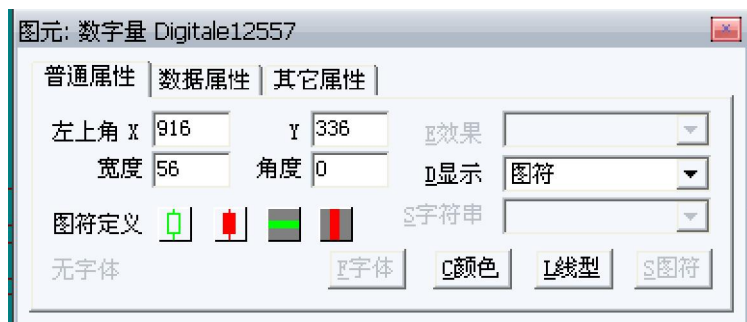 图元: 数字量 Digitale12557
普通属性 数据属性 其它属性
左上角 X 916 Y 336 E效果
宽度 56 角度 0 D显示 图符
图符定义 S字符串
无字体 F字体 C颜色 L线型 S图符